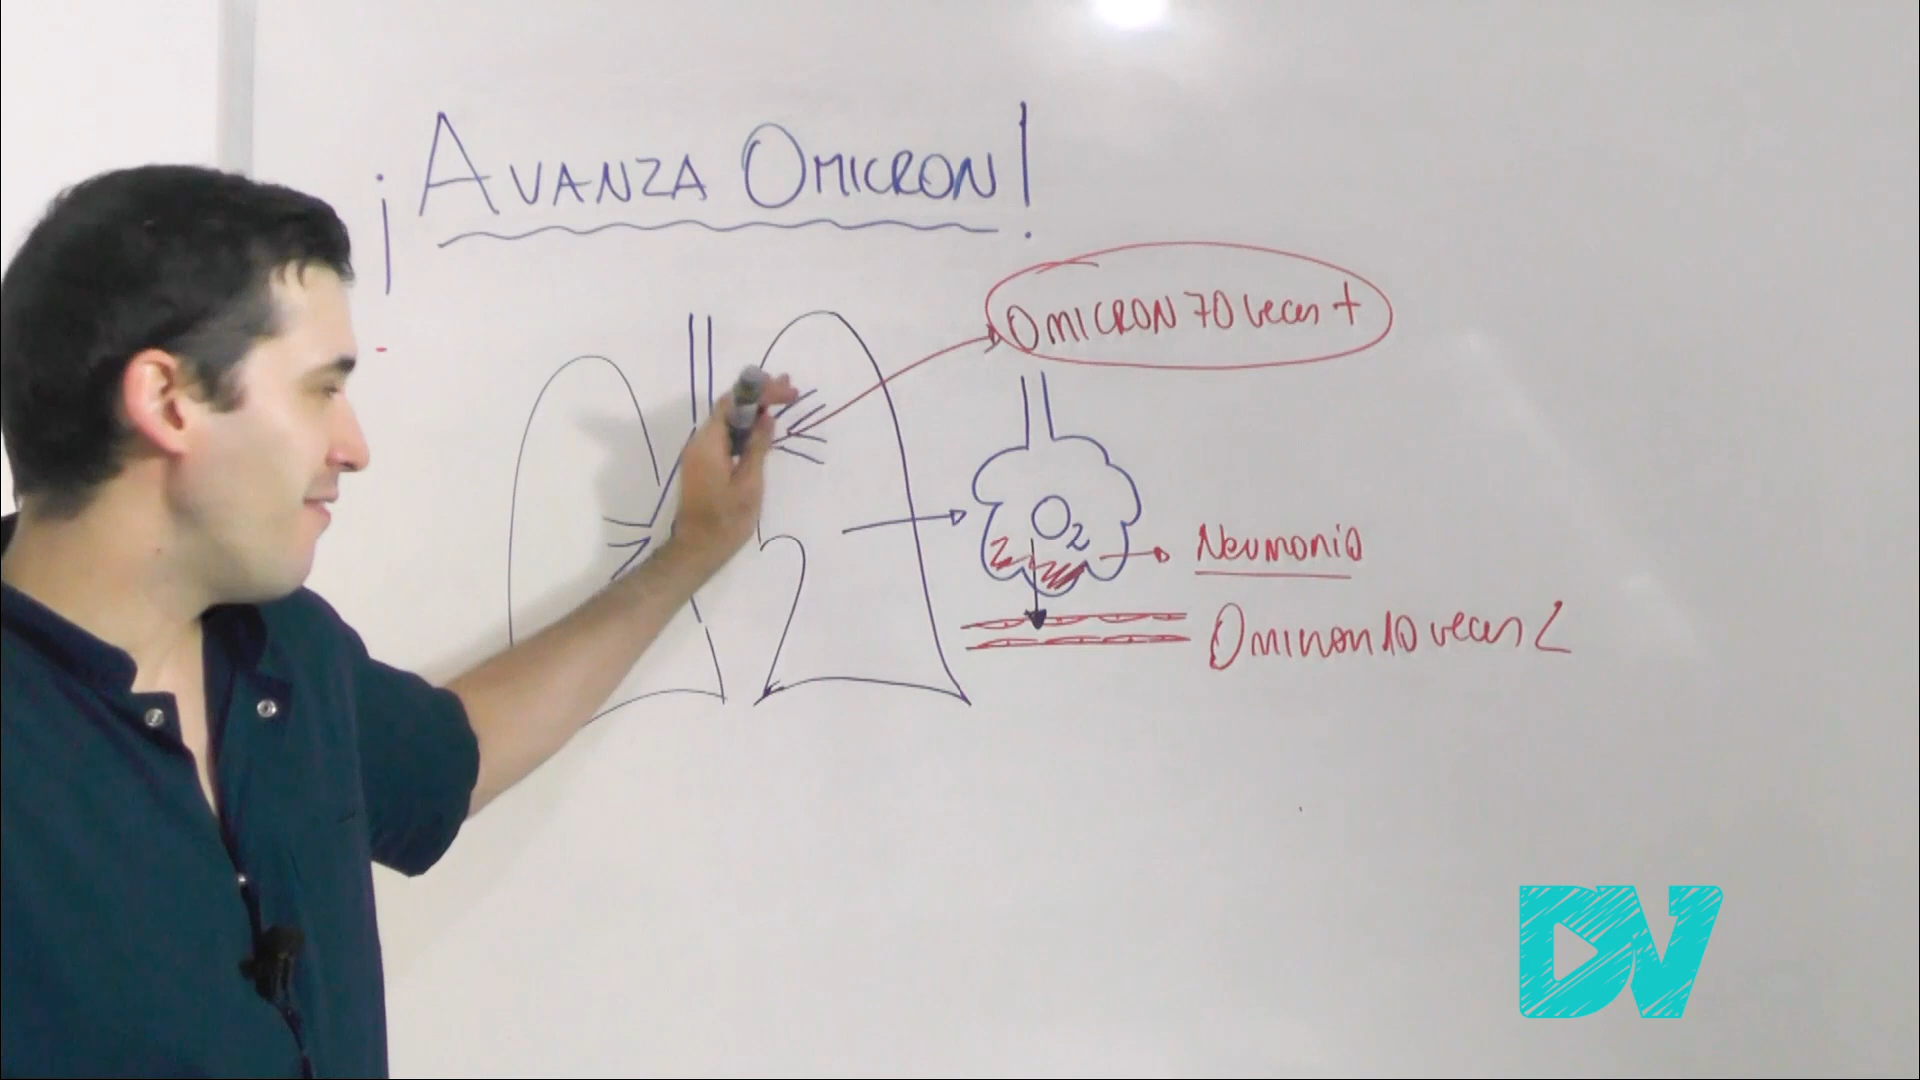 ¡AVANZA OMICRON!
OMICRON 70 veces +
O2
Neumonia
Omicron 10 veces <
DV